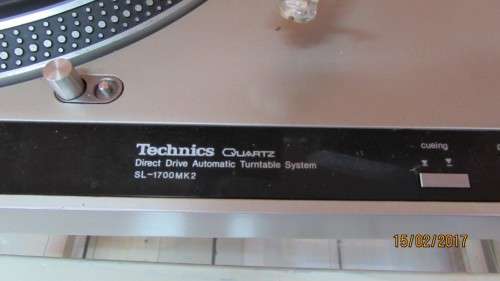 Technics QUARTZ
Direct Drive Automatic Turntable System
SL-1700MK2
cueing
15/02/2017